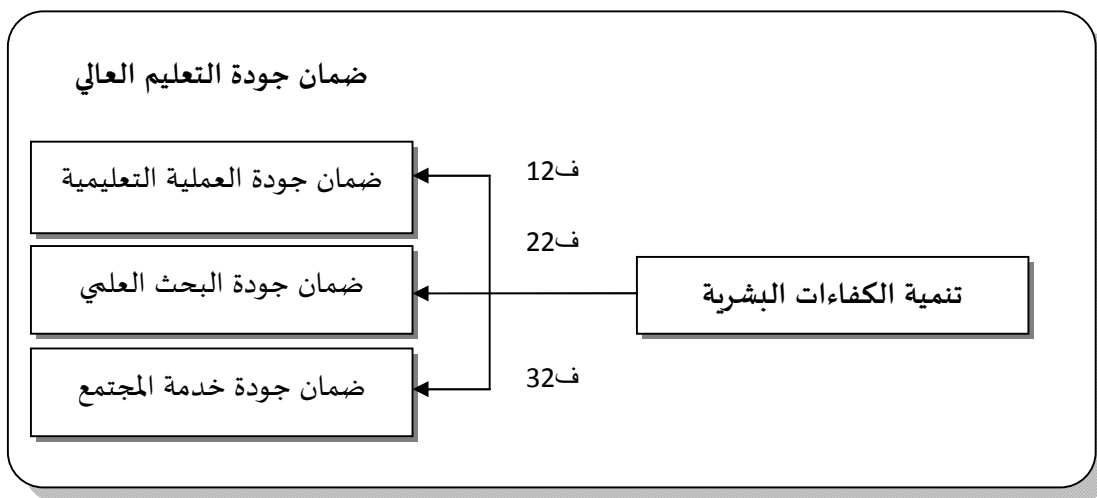 ضمان جودة التعليم العالي
ف12
ضمان جودة العملية التعليمية
ف22
تنمية الكفاءات البشرية
ضمان جودة البحث العلمي
ف32
ضمان جودة خدمة المجتمع